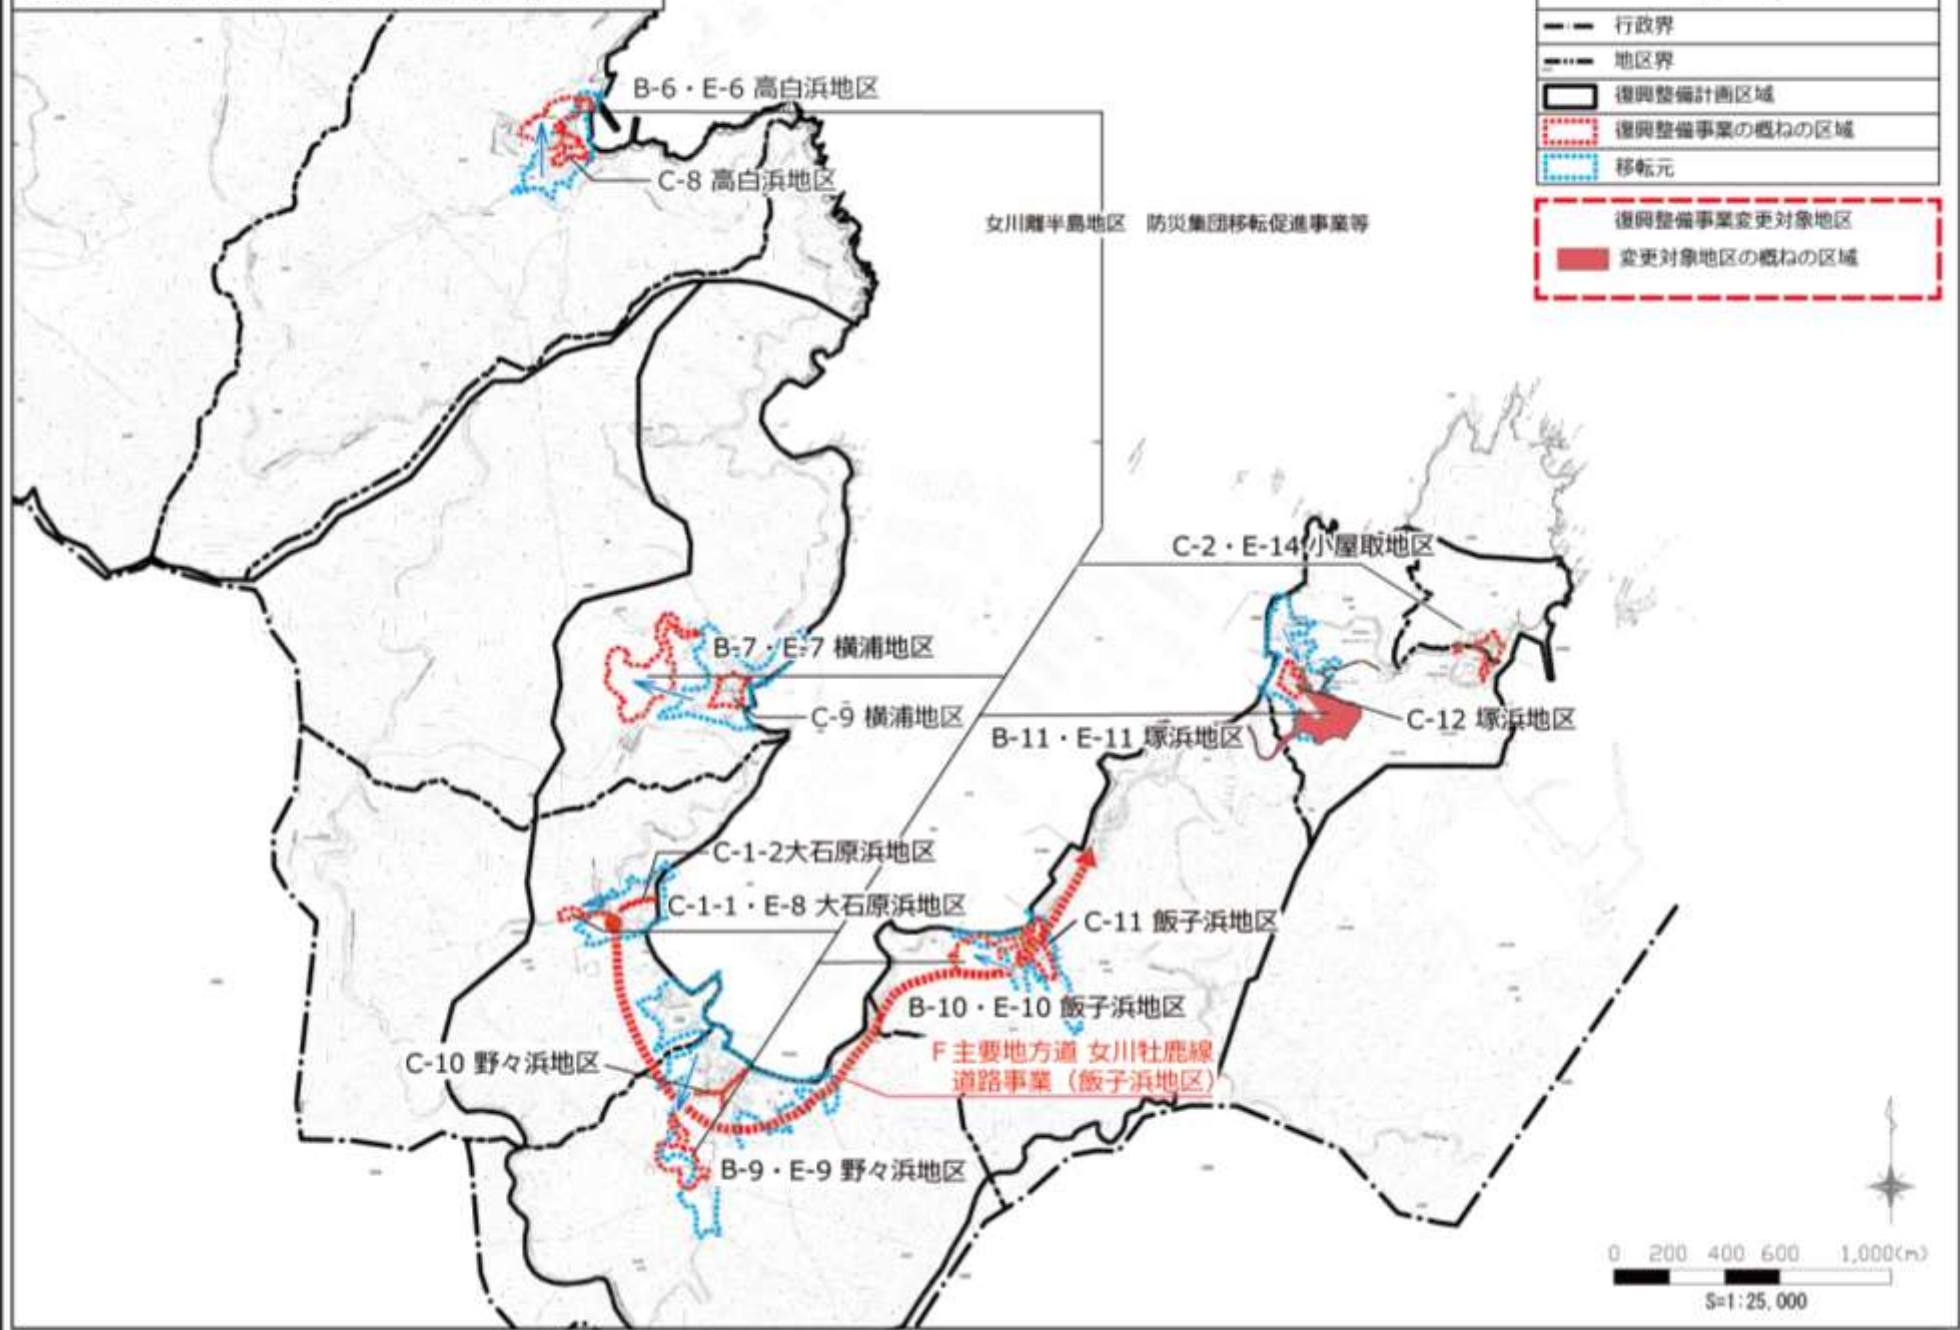 行政界
地区界
復興整備計画区域
復興整備事業の概ねの区域
移転元
復興整備事業変更対象地区
変更対象地区の概ねの区域
B-6・E-6 高白浜地区
C-8 高白浜地区
女川離半島地区 防災集団移転促進事業等
C-2・E-14 小屋取地区
B-7・E-7 横浦地区
C-9 横浦地区
C-12 塚浜地区
B-11・E-11 塚浜地区
C-1-2大石原浜地区
C-1-1・E-8 大石原浜地区
C-11 飯子浜地区
B-10・E-10 飯子浜地区
F 主要地方道 女川牡鹿線
道路事業（飯子浜地区）
C-10 野々浜地区
B-9・E-9 野々浜地区
0 200 400 600 1,000(m)
S=1:25,000